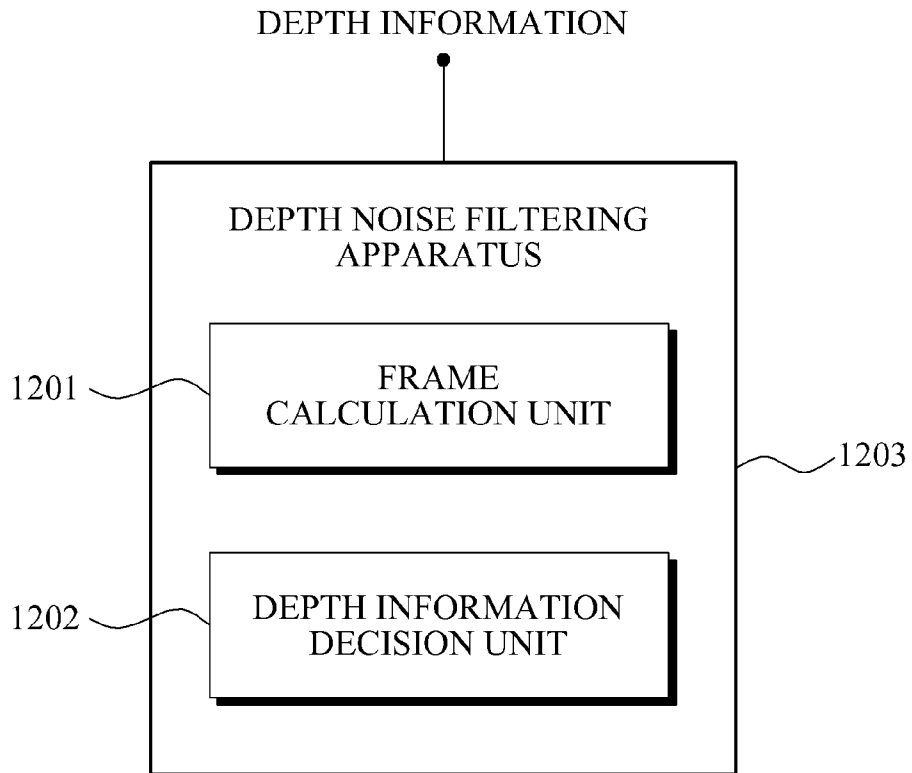 DEPTH INFORMATION
DEPTH NOISE FILTERING
APPARATUS
1201
FRAME
CALCULATION UNIT
1203
1202
DEPTH INFORMATION
DECISION UNIT